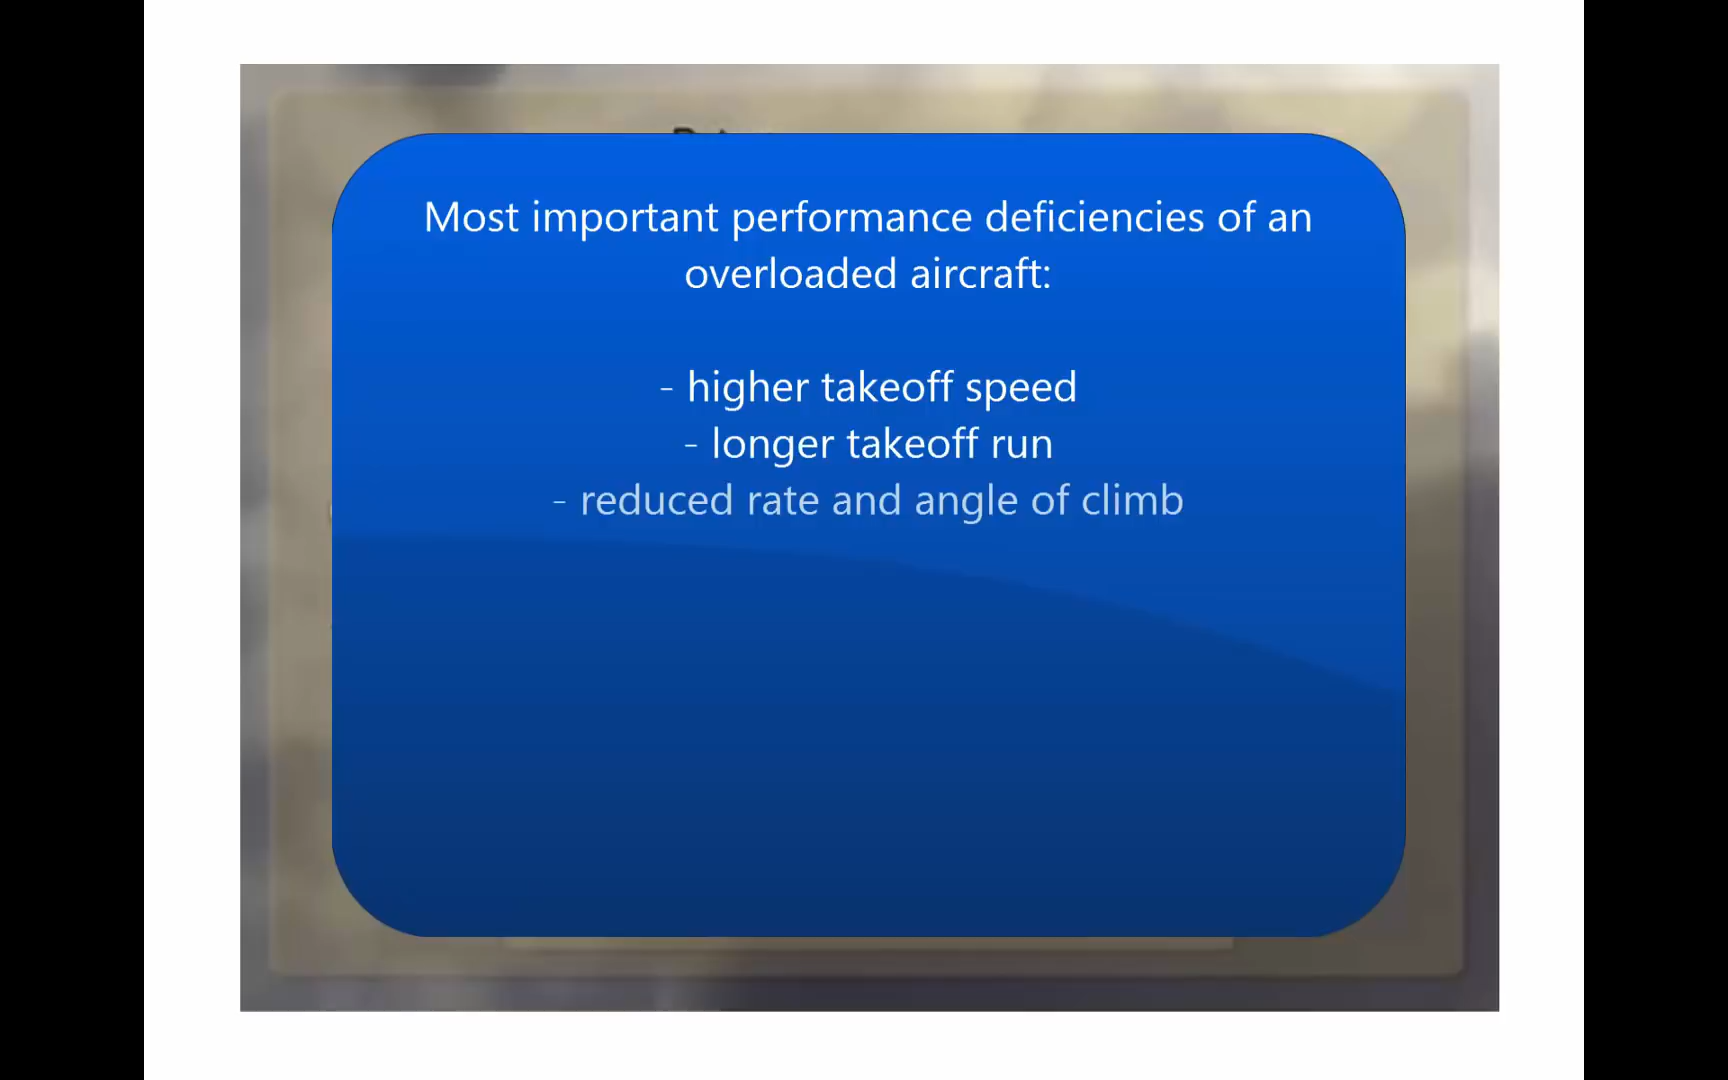 Most important performance deficiencies of an
overloaded aircraft:
- higher takeoff speed
- longer takeoff run
- reduced rate and angle of climb